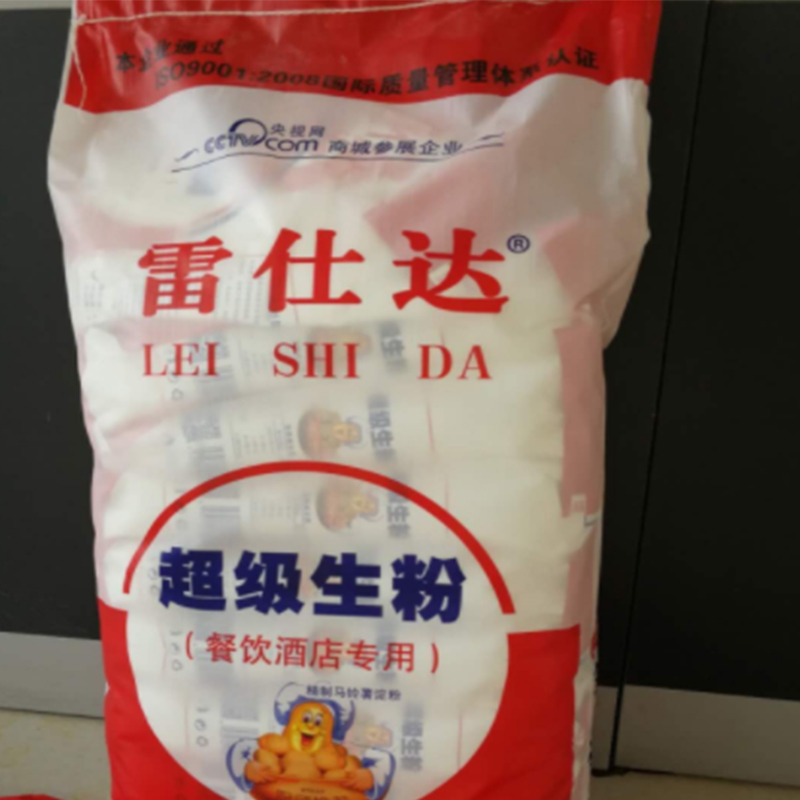 本企业通过
ISO9001:2008国际质量管理体系认证
央视网
CCTV.com 商城参展企业
雷仕达®
LEI SHI DA
超级生粉
（餐饮酒店专用）
精制马铃薯淀粉